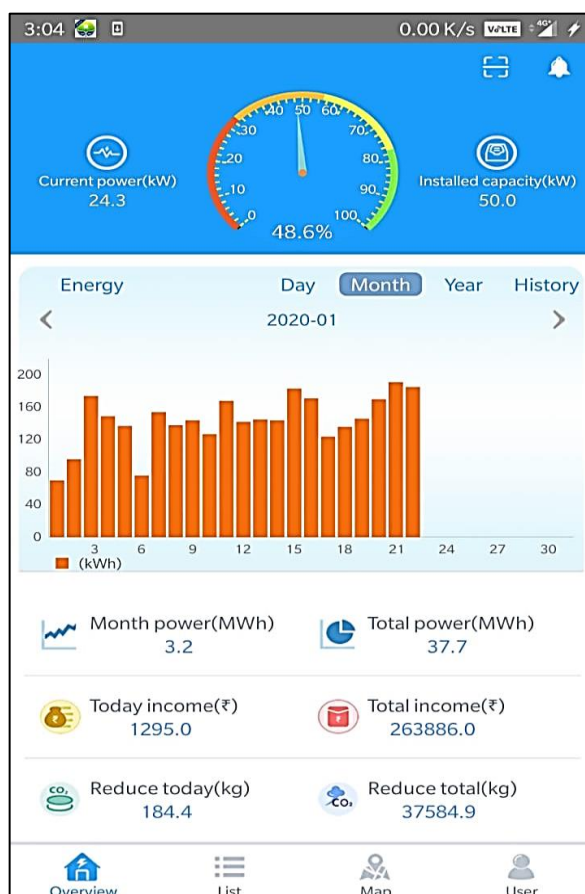 3:04 0.00 K/s VoLTE 4G+
0 10 20 30 40 50 60 70 80 90 100
Current power(kW)
24.3
Installed capacity(kW)
50.0
48.6%
Energy Day Month Year History
2020-01
200
160
120
80
40
0
3 6 9 12 15 18 21 24 27 30
(kWh)
Month power(MWh)
3.2
Total power(MWh)
37.7
Today income(₹)
1295.0
Total income(₹)
263886.0
CO₂
Reduce today(kg)
184.4
CO₂
Reduce total(kg)
37584.9
Overview List Map User